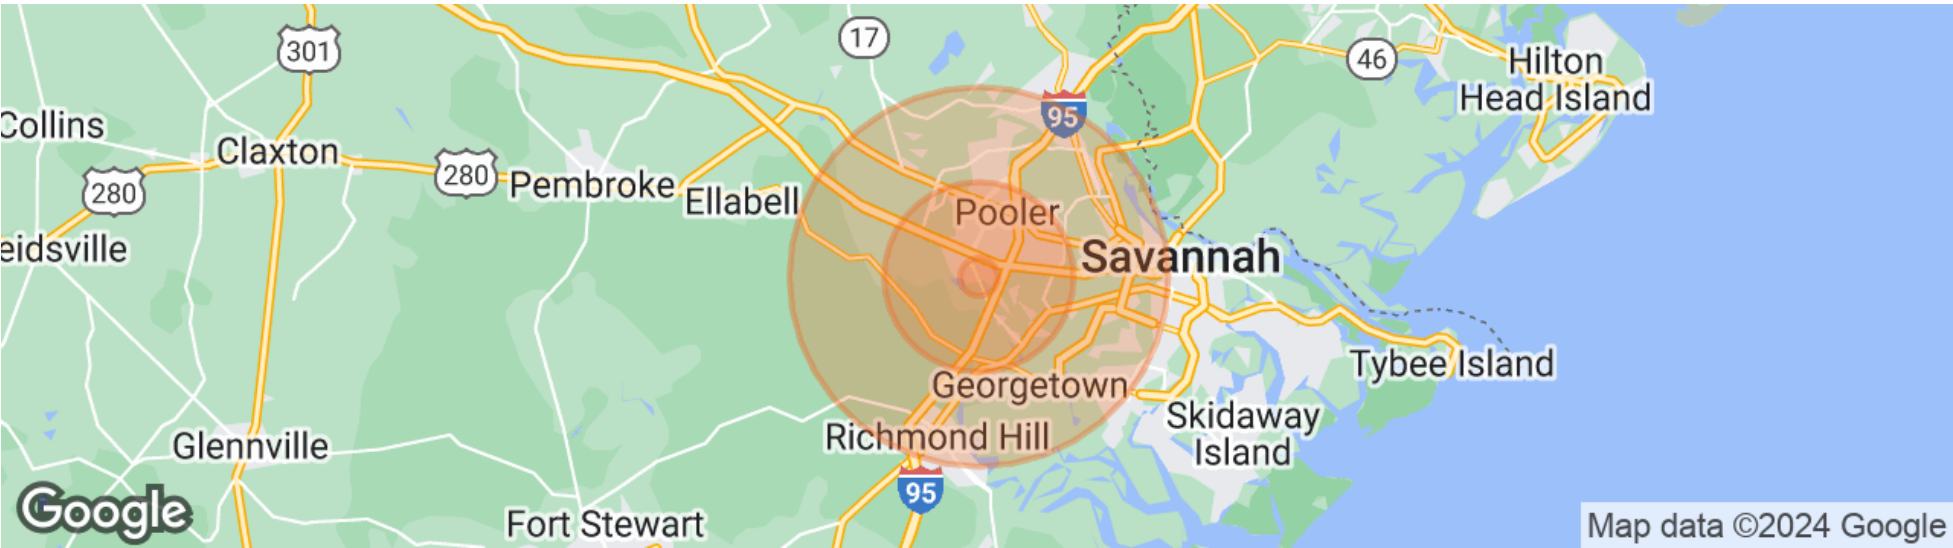 301
17
46
Hilton
Head Island
95
Collins
Claxton
280
280
Pembroke
Ellabell
Pooler
eidsville
Savannah
Tybee Island
Georgetown
Skidaway
Island
Richmond Hill
Glennville
95
Google
Fort Stewart
Map data ©2024 Google